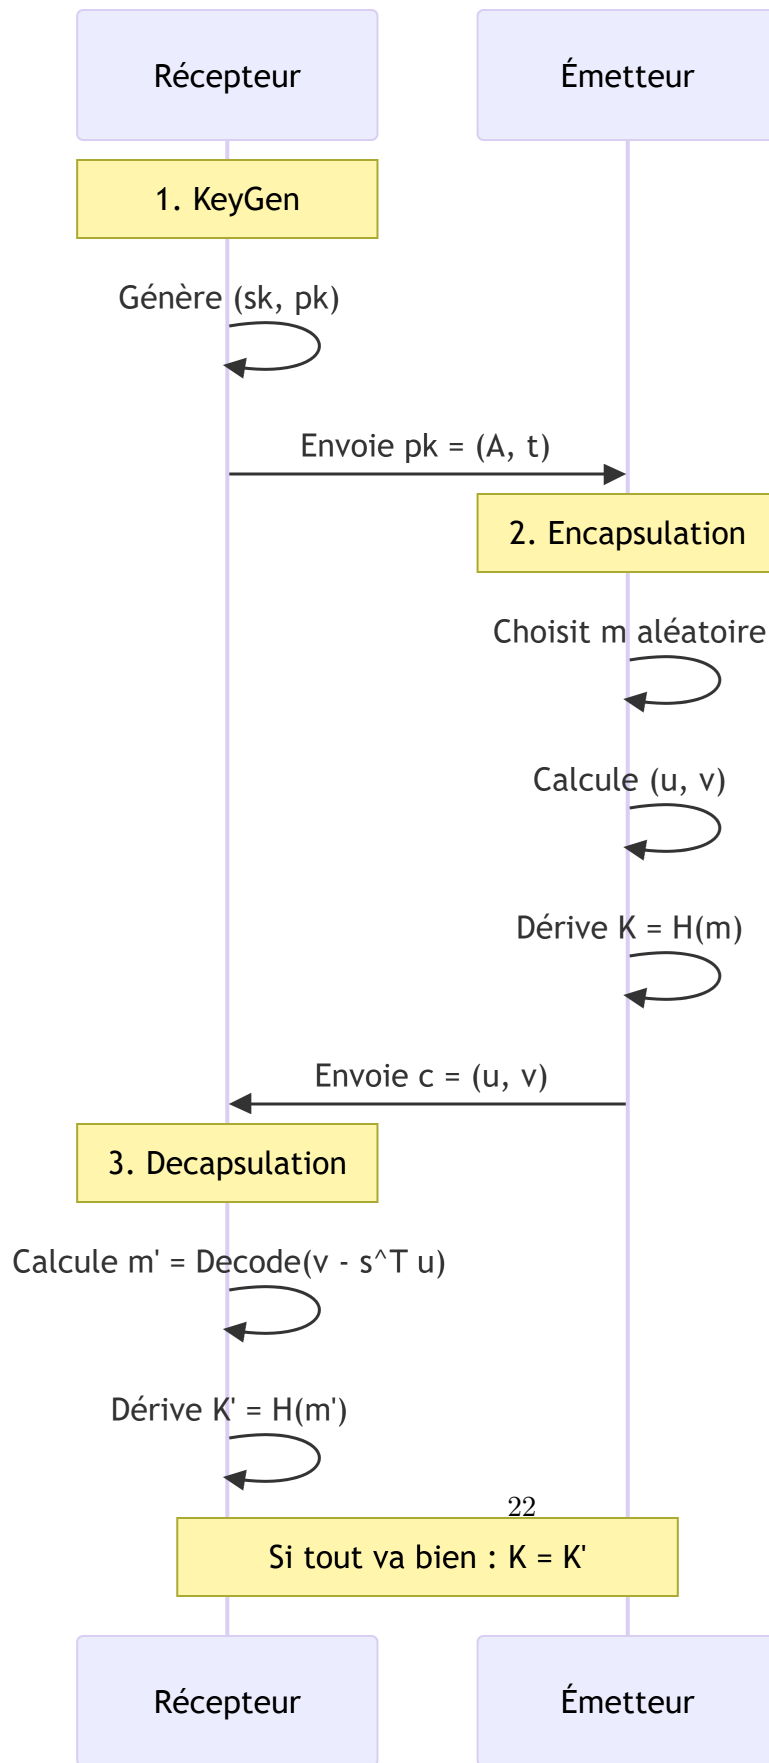 Récepteur
Émetteur
1. KeyGen
Génère (sk, pk)
Envoie pk = (A, t)
2. Encapsulation
Choisit m aléatoire
Calcule (u, v)
Dérive K = H(m)
Envoie c = (u, v)
3. Decapsulation
Calcule m' = Decode(v - s^T u)
Dérive K' = H(m')
22
Si tout va bien : K = K'
Récepteur
Émetteur